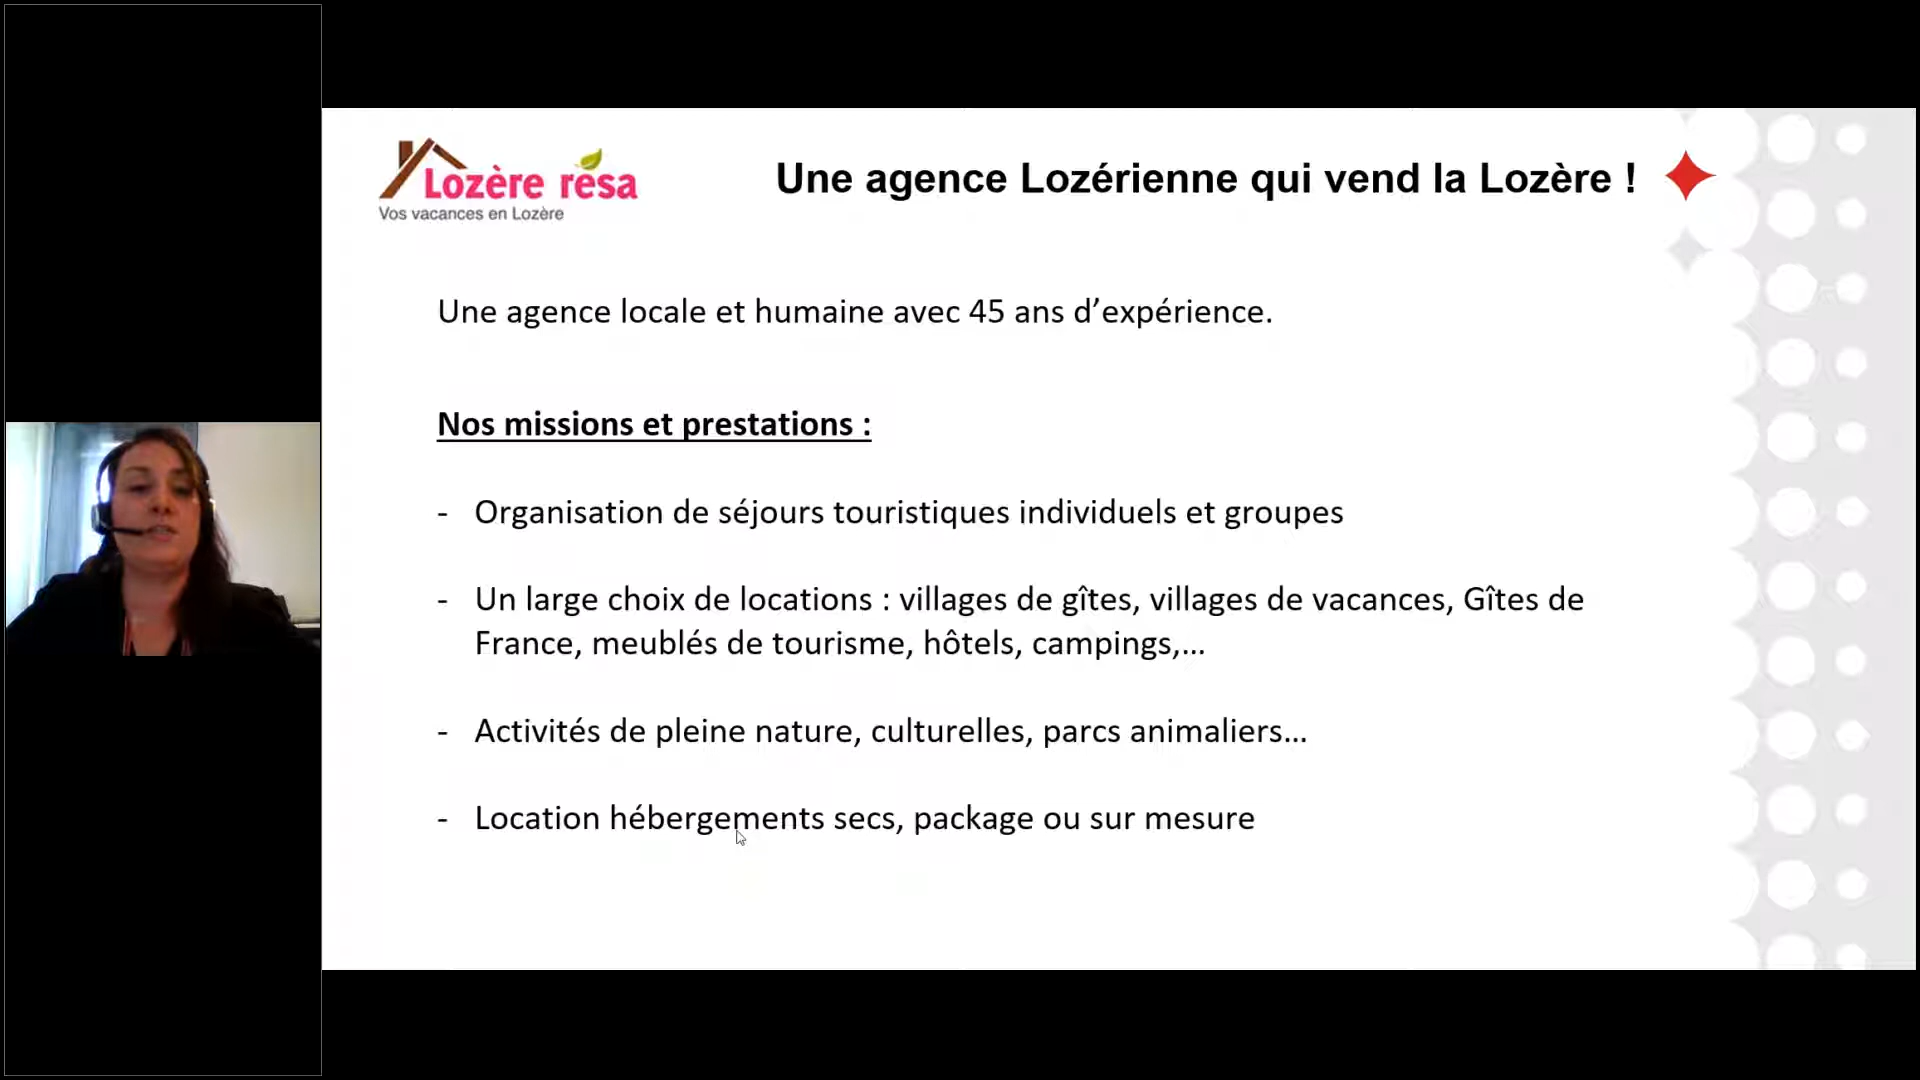 Lozère résa
Vos vacances en Lozère
Une agence Lozérienne qui vend la Lozère !
Une agence locale et humaine avec 45 ans d’expérience.
Nos missions et prestations :
- Organisation de séjours touristiques individuels et groupes
- Un large choix de locations : villages de gîtes, villages de vacances, Gîtes de
France, meublés de tourisme, hôtels, campings,...
- Activités de pleine nature, culturelles, parcs animaliers...
- Location hébergements secs, package ou sur mesure